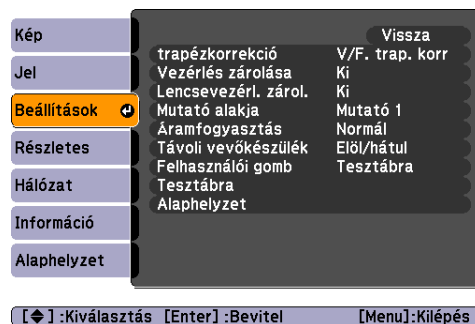 Kép
Jel
Beállítások
Részletes
Hálózat
Információ
Alaphelyzet
Vissza
trapézkorrekció V/F. trap. korr
Vezérlés zárolása Ki
Lencsevezérl. zárol. Ki
Mutató alakja Mutató 1
Áramfogyasztás Normál
Távoli vevőkészülék Elöl/hátul
Felhasználói gomb Tesztábra
Tesztábra
Alaphelyzet
[◆] :Kiválasztás [Enter] :Bevitel [Menu]:Kilépés